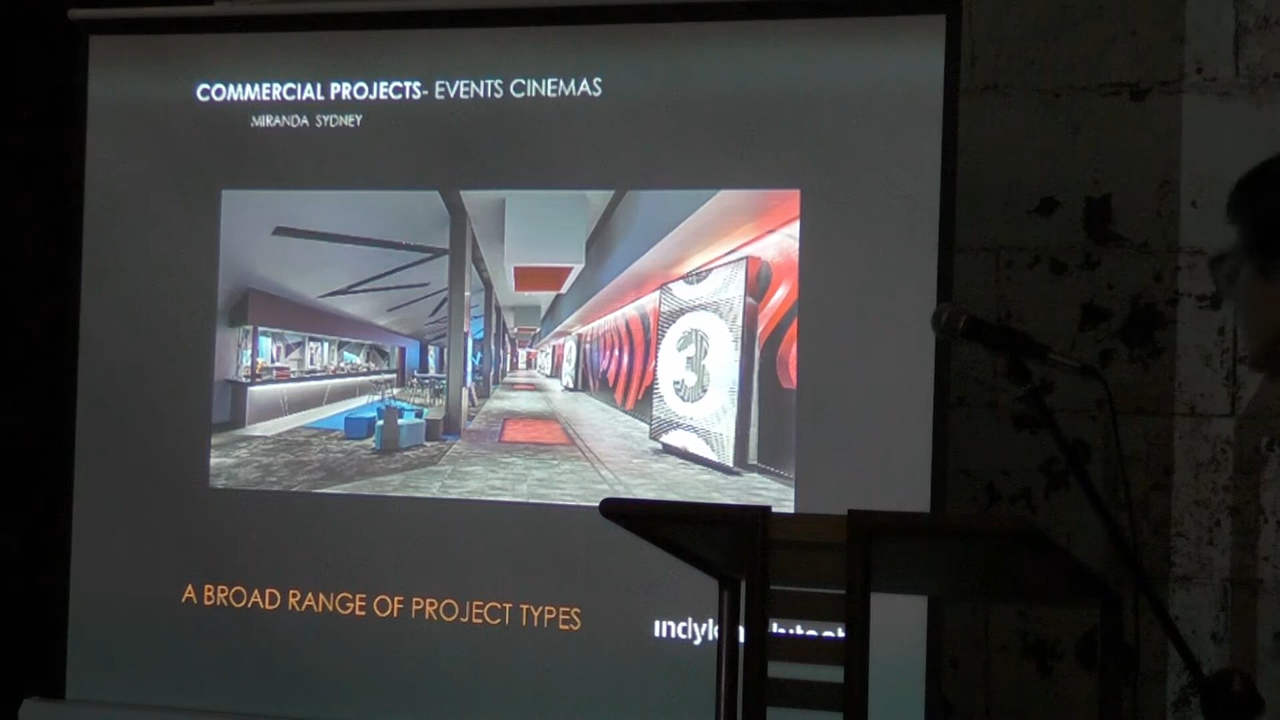 COMMERCIAL PROJECTS- EVENTS CINEMAS
MIRANDA SYDNEY
3
A BROAD RANGE OF PROJECT TYPES